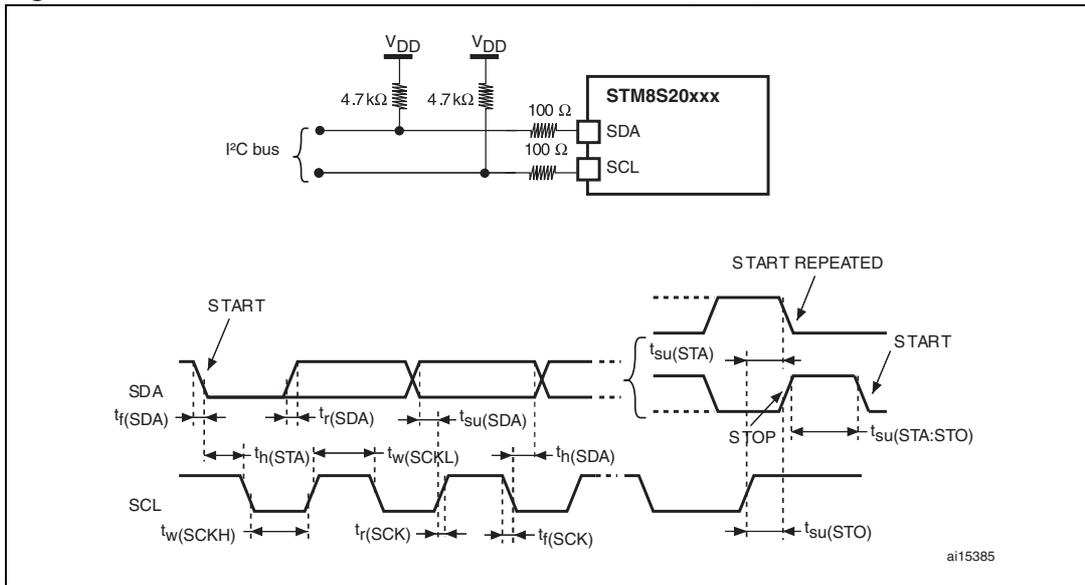 VDD VDD
4.7kΩ 4.7kΩ
STM8S20xxx
100 Ω
SDA
I²C bus
100 Ω
SCL
START REPEATED
START
tsu(STA)
START
SDA
tf(SDA) tr(SDA) tsu(SDA)
STOP
tsu(STA:STO)
th(STA) tw(SCKL) th(SDA)
SCL
tw(SCKH) tr(SCK) tf(SCK) tsu(STO)
ai15385